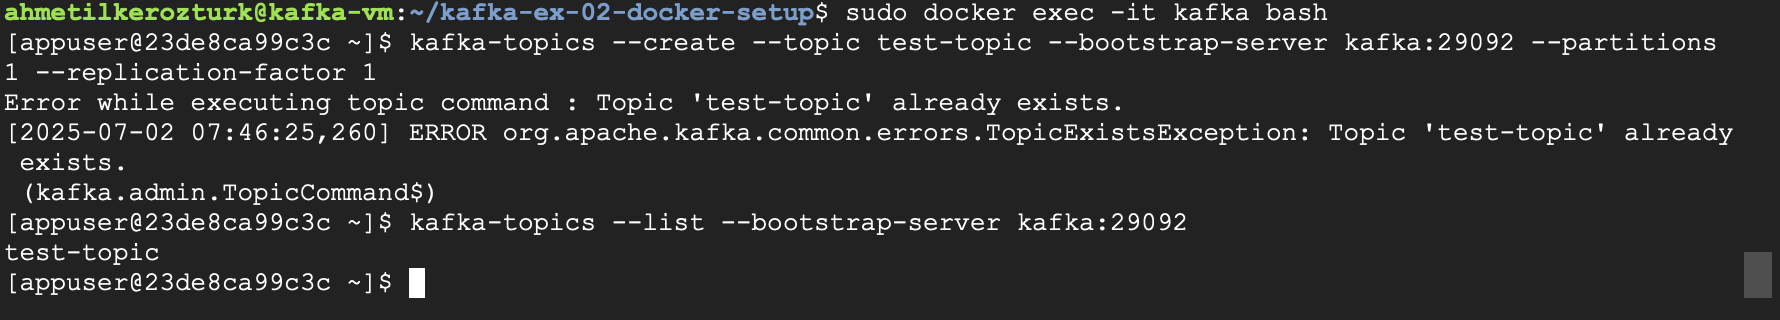 ahmetilkerozturk@kafka-vm:~/kafka-ex-02-docker-setup$ sudo docker exec -it kafka bash
[appuser@23de8ca99c3c ~]$ kafka-topics --create --topic test-topic --bootstrap-server kafka:29092 --partitions
1 --replication-factor 1
Error while executing topic command : Topic 'test-topic' already exists.
[2025-07-02 07:46:25,260] ERROR org.apache.kafka.common.errors.TopicExistsException: Topic 'test-topic' already
 exists.
 (kafka.admin.TopicCommand$)
[appuser@23de8ca99c3c ~]$ kafka-topics --list --bootstrap-server kafka:29092
test-topic
[appuser@23de8ca99c3c ~]$